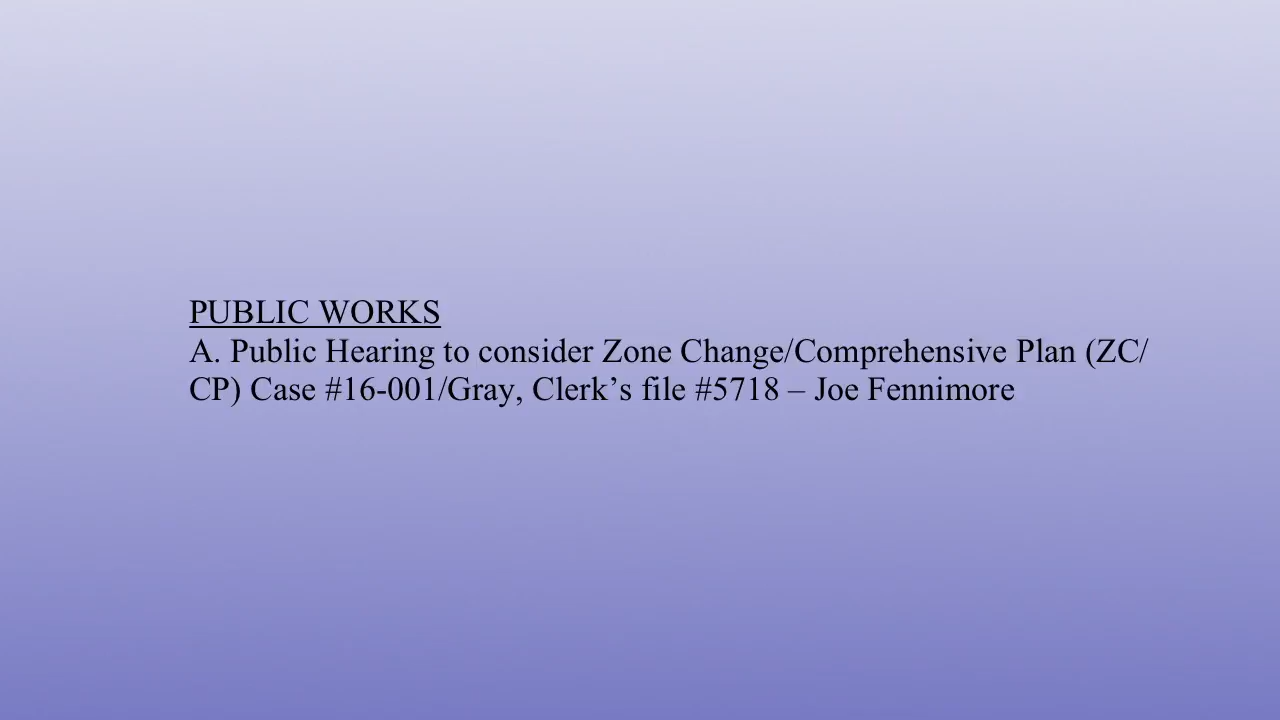 PUBLIC WORKS
A. Public Hearing to consider Zone Change/Comprehensive Plan (ZC/
CP) Case #16-001/Gray, Clerk’s file #5718 – Joe Fennimore